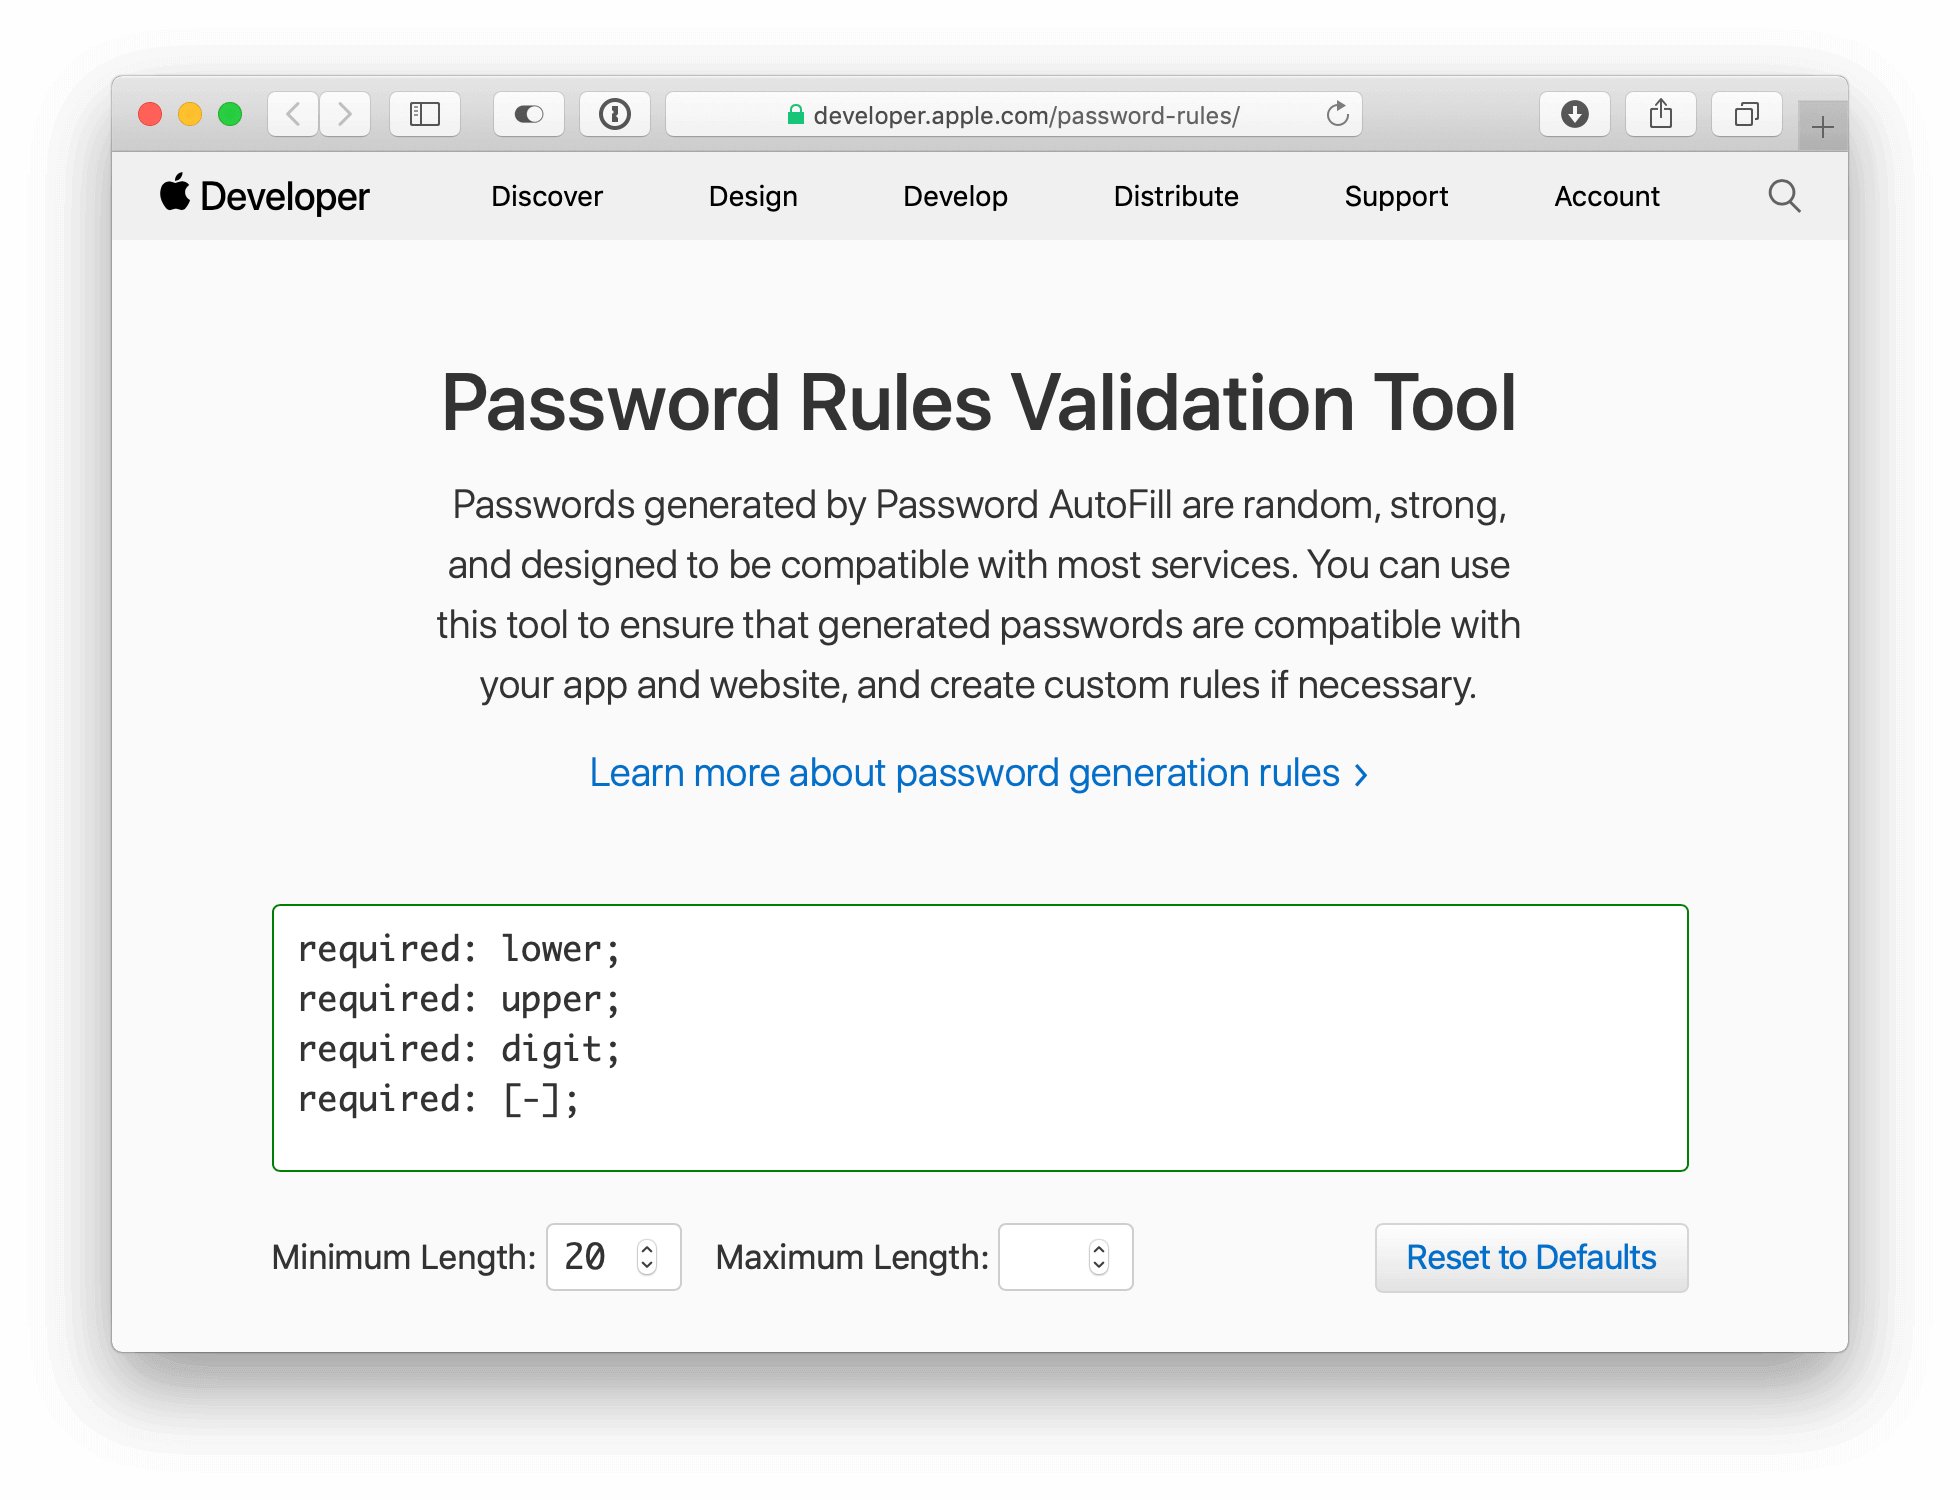 developer.apple.com/password-rules/
Developer Discover Design Develop Distribute Support Account
Password Rules Validation Tool
Passwords generated by Password AutoFill are random, strong,
and designed to be compatible with most services. You can use
this tool to ensure that generated passwords are compatible with
your app and website, and create custom rules if necessary.
Learn more about password generation rules
required: lower;
required: upper;
required: digit;
required: [-];
Minimum Length: 20 Maximum Length: Reset to Defaults